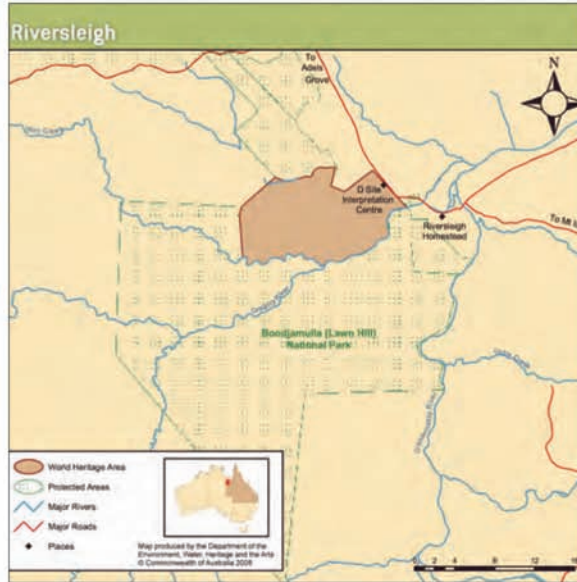 Riversleigh
To
Adels
Grove
N
D Site
Interpretation
Centre
Riversleigh
Homestead
To Mt
Boodjamulla (Lawn Hill)
National Park
World Heritage Area
Protected Areas
Major Rivers
Major Roads
Places
Map produced by the Department of the
Environment, Water, Heritage and the Arts
© Commonwealth of Australia 2008
0 2 4 8 12